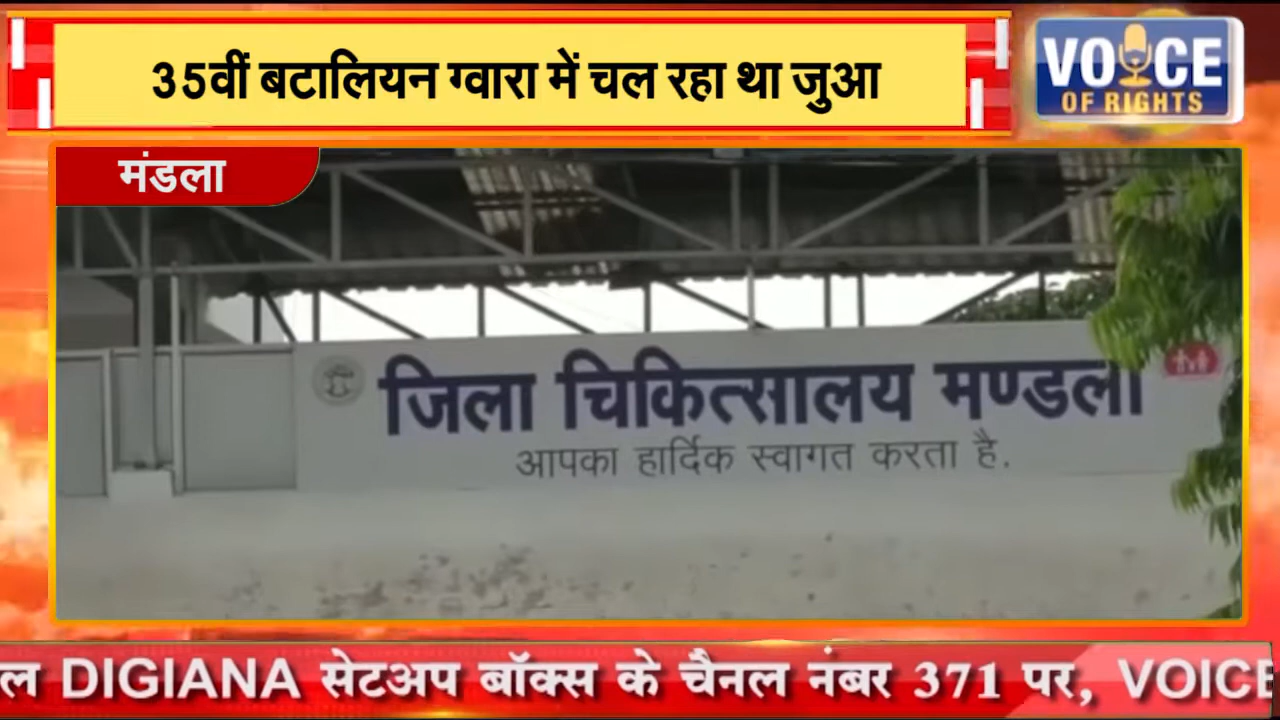 35वीं बटालियन ग्वारा में चल रहा था जुआ
VOICE
OF RIGHTS
मंडला
जिला चिकित्सालय मण्डला
आपका हार्दिक स्वागत करता है.
ल DIGIANA सेटअप बॉक्स के चैनल नंबर 371 पर, VOICE